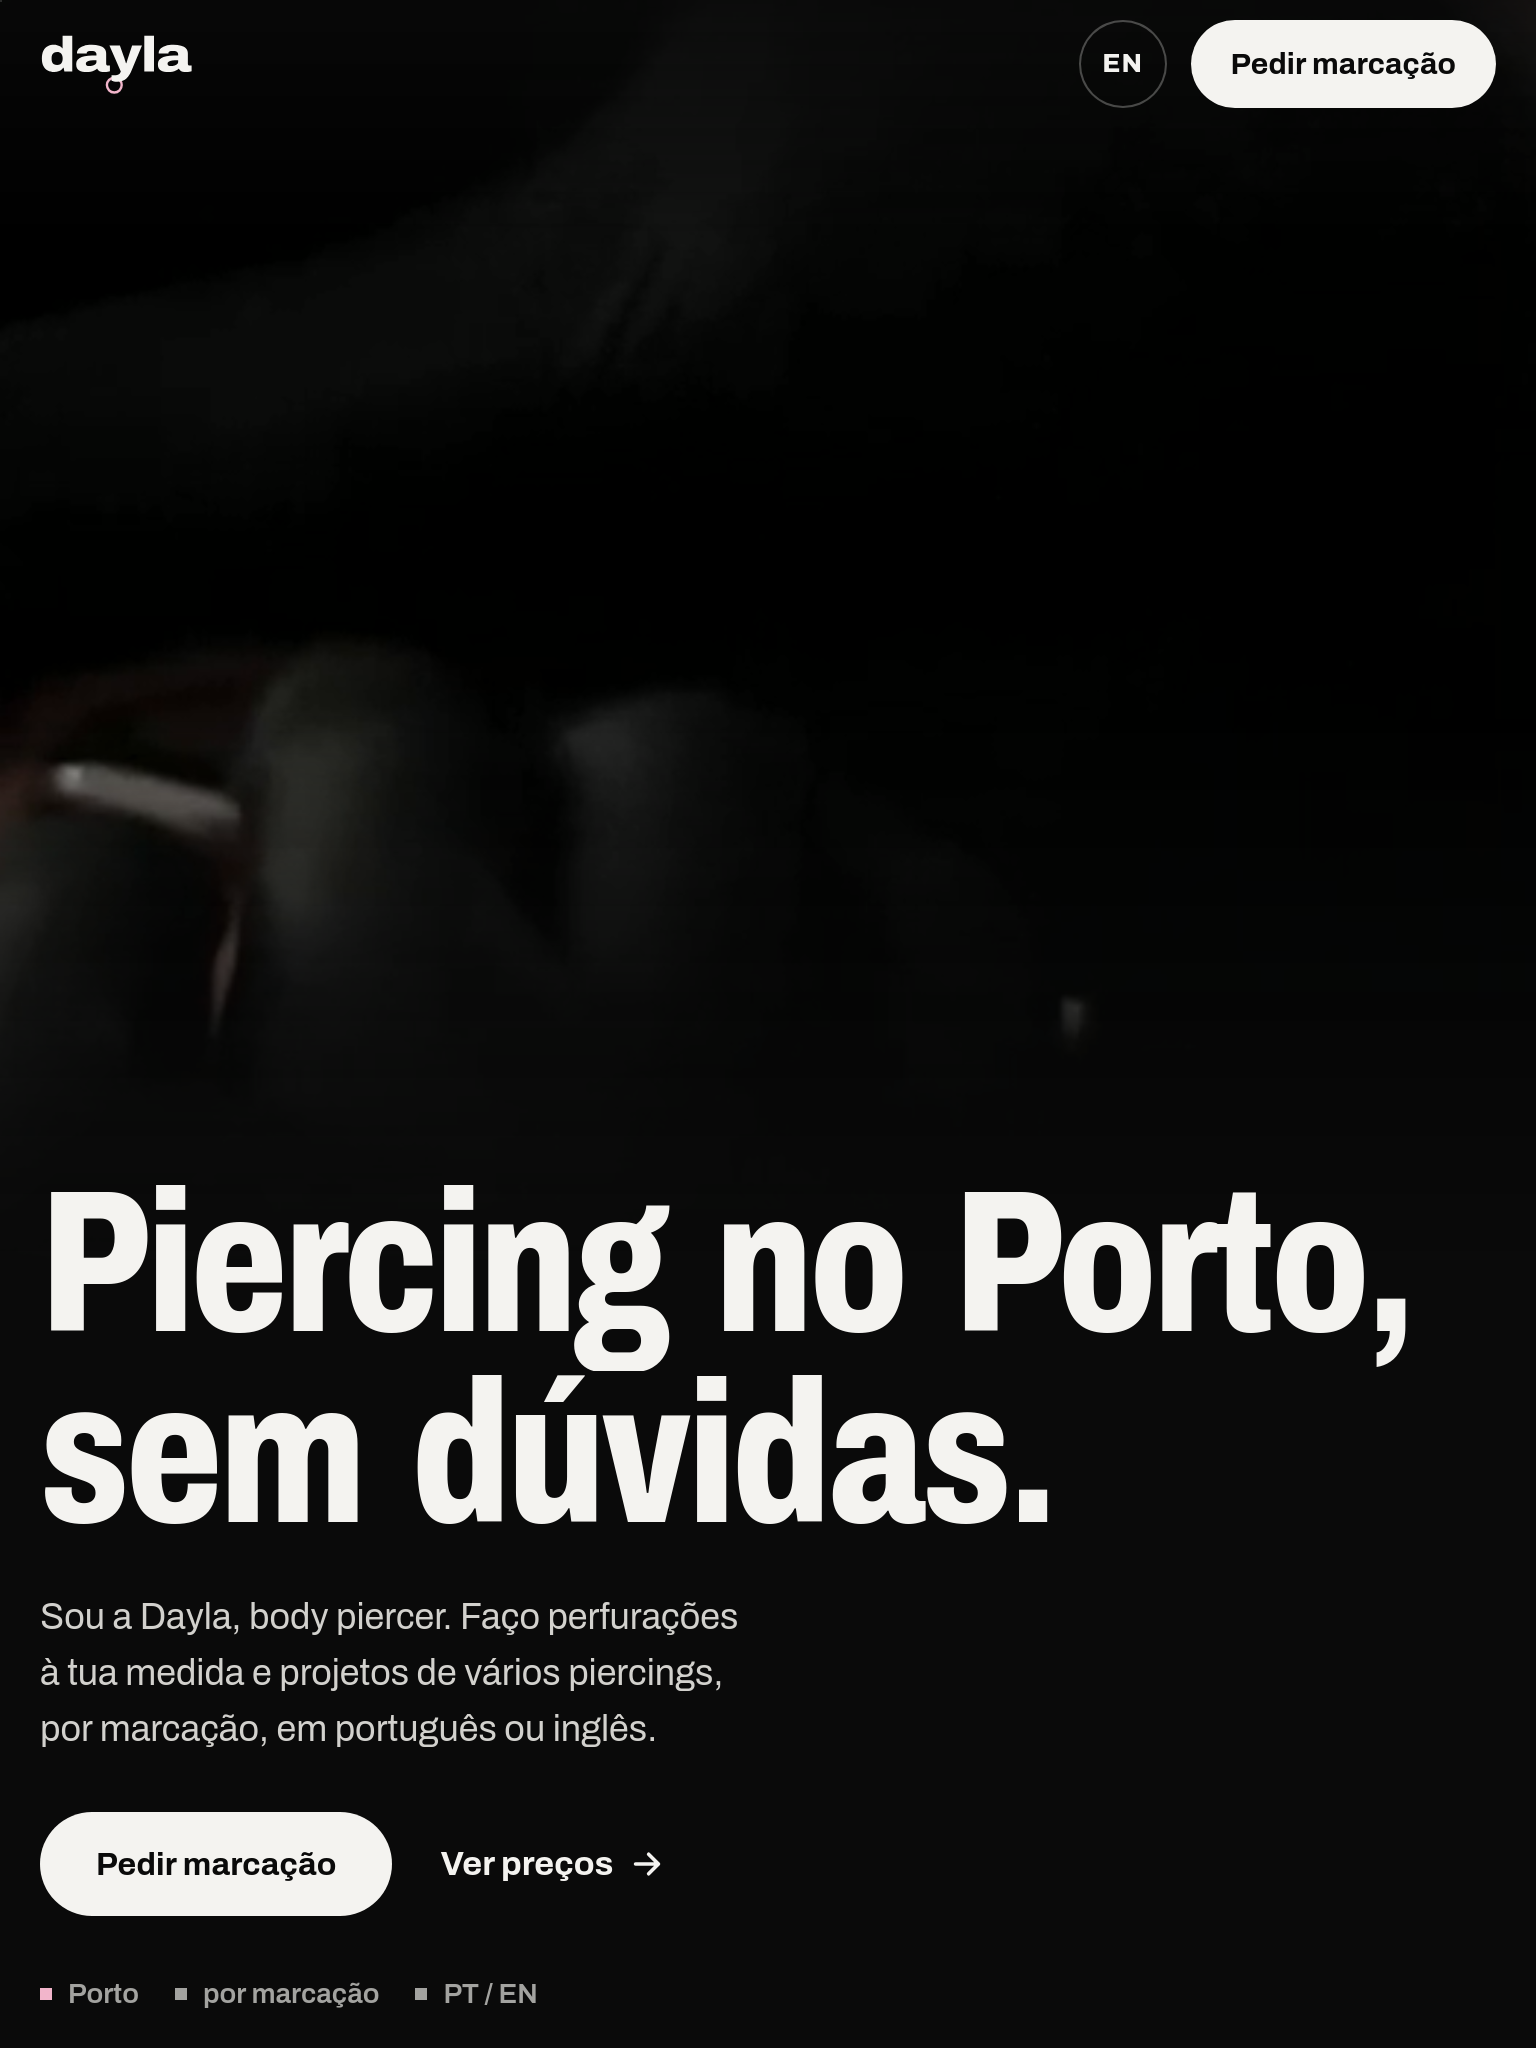 dayla
EN
Pedir marcação
Piercing no Porto,
sem dúvidas.
Sou a Dayla, body piercer. Faço perfurações
à tua medida e projetos de vários piercings,
por marcação, em português ou inglês.
Pedir marcação
Ver preços →
Porto
por marcação
PT / EN